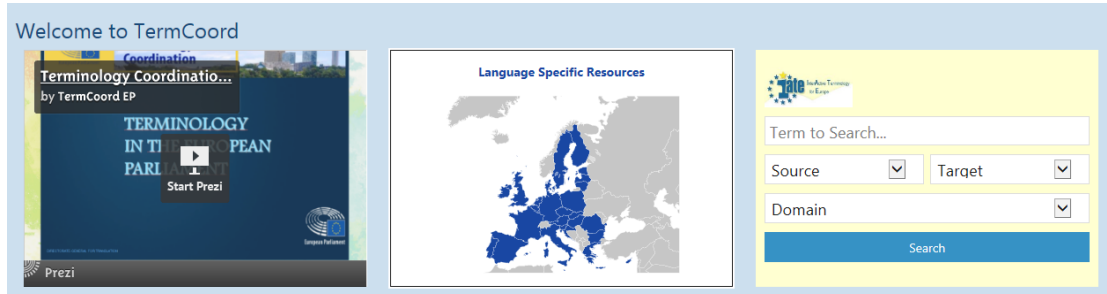 Welcome to TermCoord
Coordination
Terminology Coordinatio...
by TermCoord EP
TERMINOLOGY
IN THE EUROPEAN
PARLIAMENT
Start Prezi
European Parliament
Prezi
Language Specific Resources
Iate InterActive Terminology
for Europe
Term to Search...
Source
Target
Domain
Search